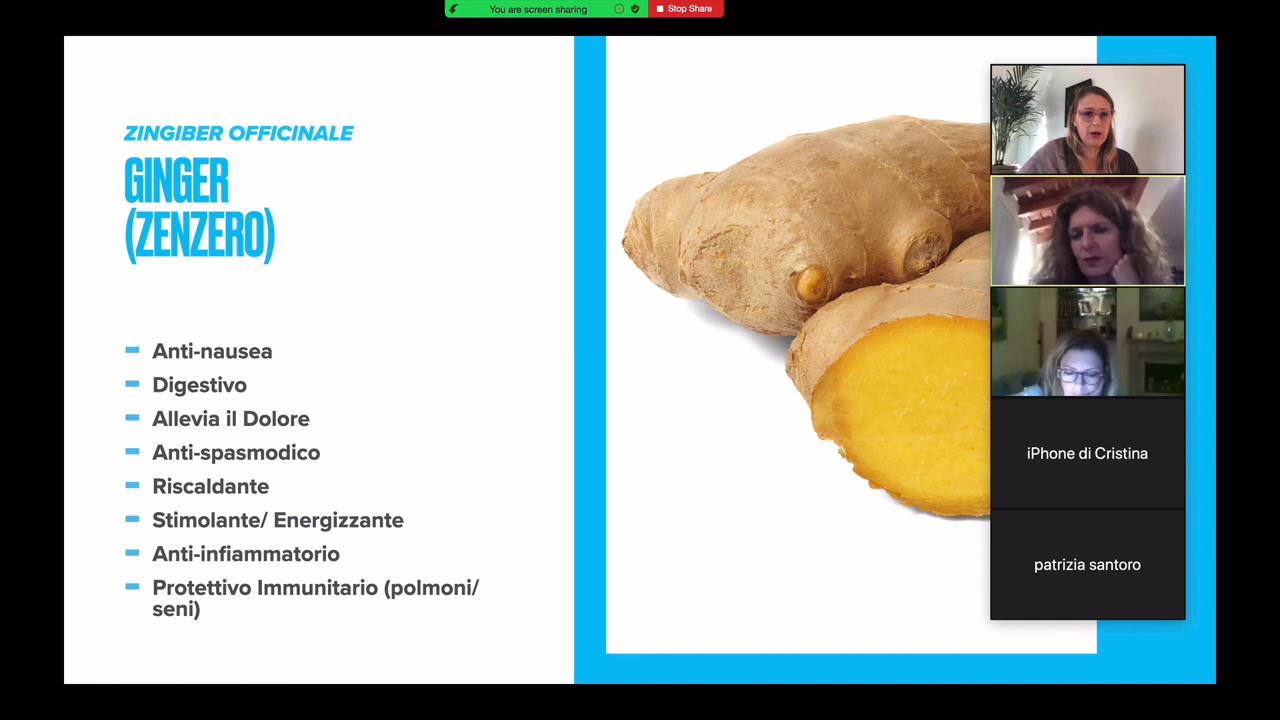 You are screen sharing
Stop Share
ZINGIBER OFFICINALE
GINGER
(ZENZERO)
Anti-nausea
Digestivo
Allevia il Dolore
Anti-spasmodico
Riscaldante
Stimolante/ Energizzante
Anti-infiammatorio
Protettivo Immunitario (polmoni/
seni)
iPhone di Cristina
patrizia santoro